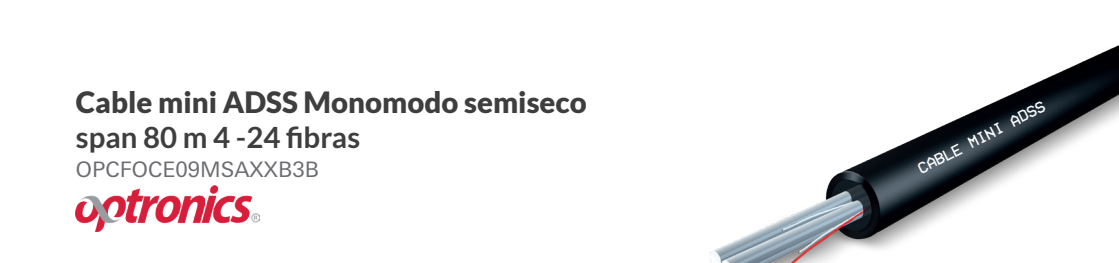 Cable mini ADSS Monomodo semiseco
span 80 m 4 -24 fibras
OPCFOCE09MSAXXB3B
optronics®
CABLE MINI ADSS